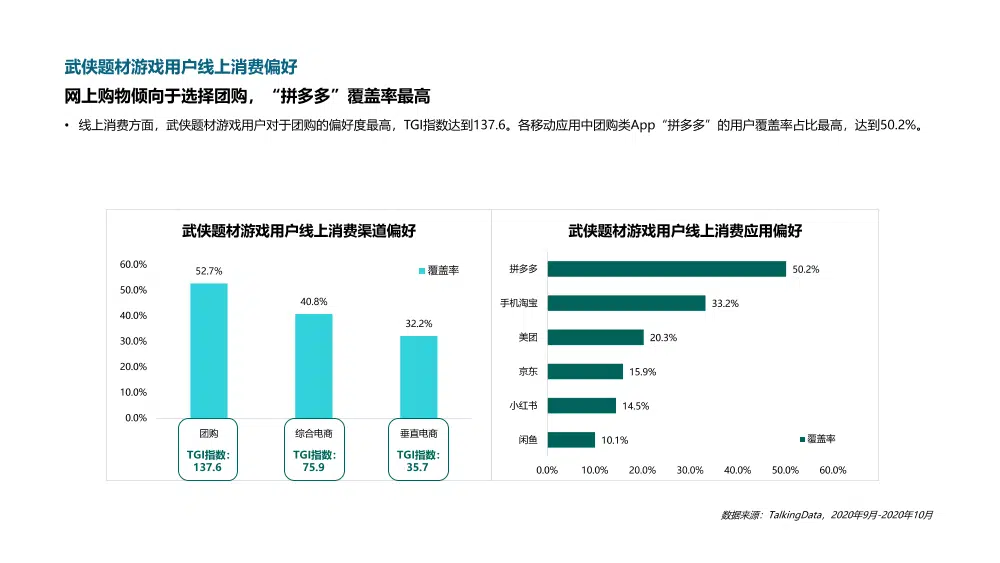 武侠题材游戏用户线上消费偏好
网上购物倾向于选择团购，“拼多多”覆盖率最高
• 线上消费方面，武侠题材游戏用户对于团购的偏好度最高，TGI指数达到137.6。各移动应用中团购类App“拼多多”的用户覆盖率占比最高，达到50.2%。
武侠题材游戏用户线上消费渠道偏好
覆盖率
60.0%
50.0%
40.0%
30.0%
20.0%
10.0%
0.0%
52.7%
40.8%
32.2%
团购
TGI指数：
137.6
综合电商
TGI指数：
75.9
垂直电商
TGI指数：
35.7
武侠题材游戏用户线上消费应用偏好
拼多多 50.2%
手机淘宝 33.2%
美团 20.3%
京东 15.9%
小红书 14.5%
闲鱼 10.1%
覆盖率
0.0% 10.0% 20.0% 30.0% 40.0% 50.0% 60.0%
数据来源：TalkingData，2020年9月-2020年10月